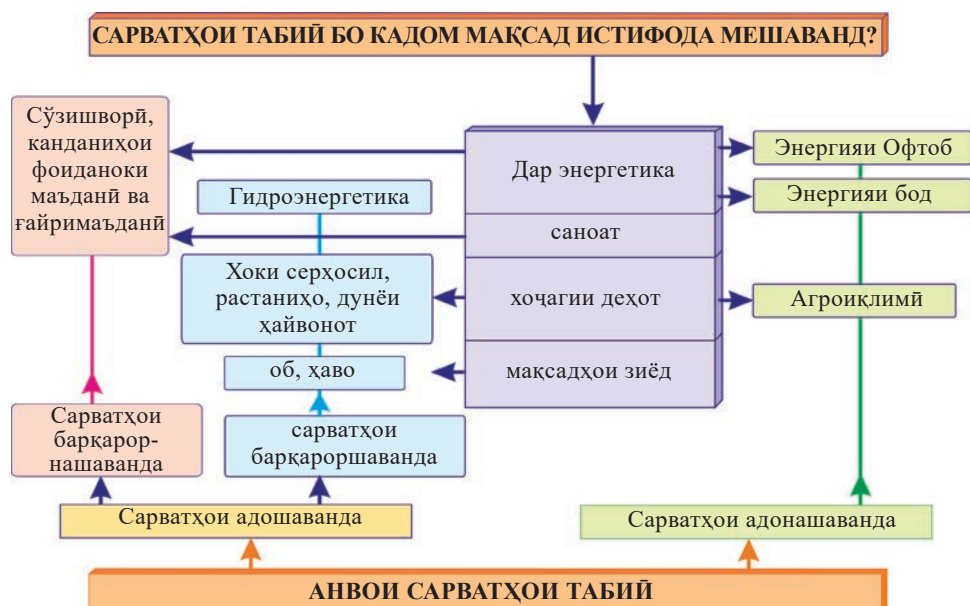 САРВАТҲОИ ТАБИӢ БО КАДОМ МАҚСАД ИСТИФОДА МЕШАВАНД?
Сӯзишворӣ,
канданиҳои
фоиданоки
маъданӣ ва
ғайримаъданӣ
Гидроэнергетика
Хоки серҳосил,
растаниҳо, дунёи
ҳайвонот
об, ҳаво
Дар энергетика
саноат
хоҷагии деҳот
мақсадҳои зиёд
Энергияи Офтоб
Энергияи бод
Агроиқлимӣ
Сарватҳои
барқарор-
нашаванда
сарватҳои
барқароршаванда
Сарватҳои адошаванда
Сарватҳои адонашаванда
АНВОИ САРВАТҲОИ ТАБИӢ